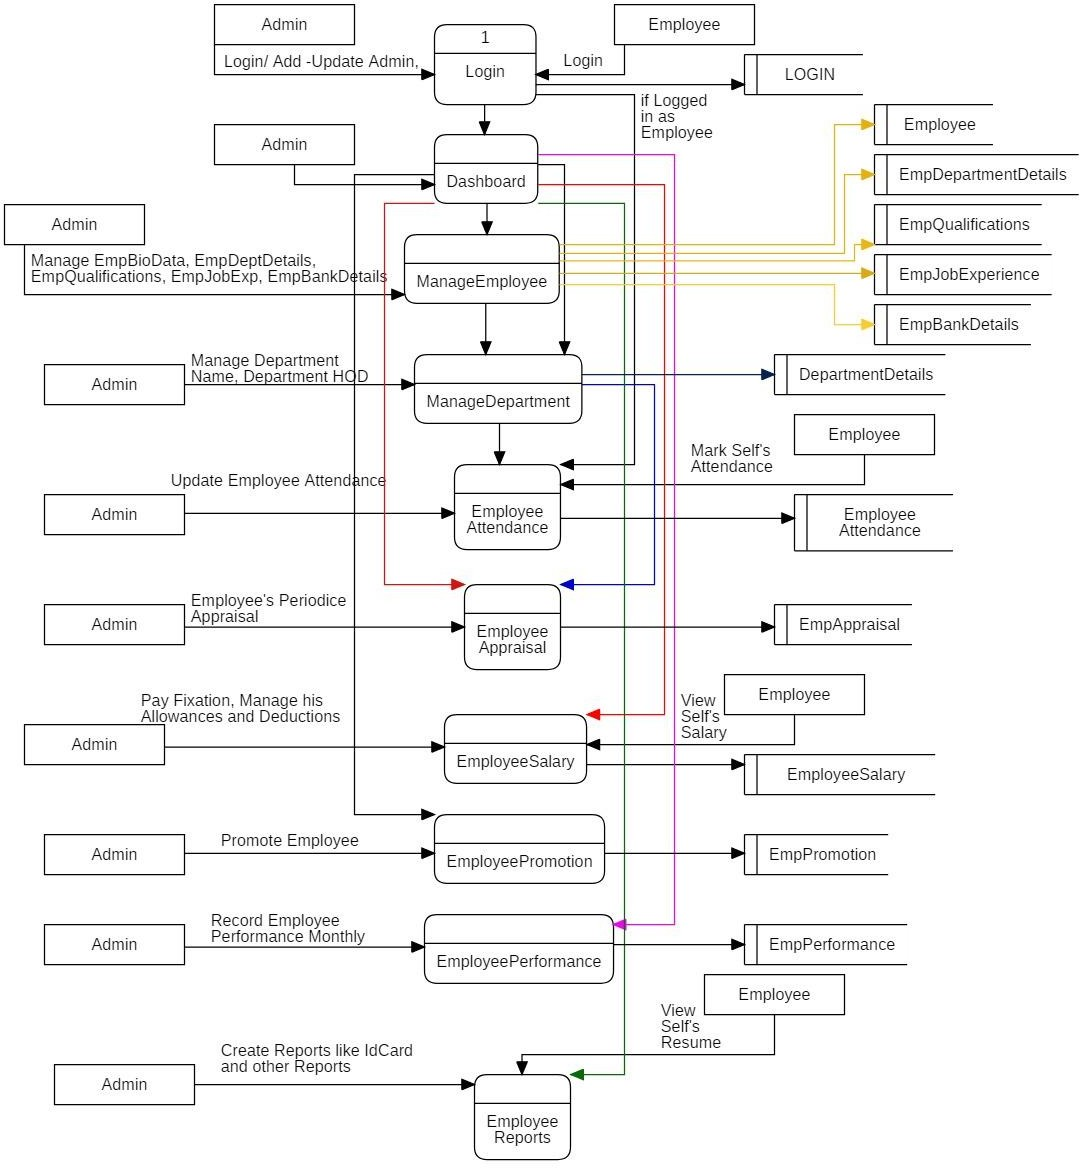 Admin
Employee
1
Login/ Add -Update Admin,
Login
Login
LOGIN
if Logged
in as
Employee
Employee
Admin
Dashboard
EmpDepartmentDetails
Admin
EmpQualifications
Manage EmpBioData, EmpDeptDetails,
EmpQualifications, EmpJobExp, EmpBankDetails
ManageEmployee
EmpJobExperience
EmpBankDetails
Manage Department
Name, Department HOD
Admin
ManageDepartment
DepartmentDetails
Employee
Mark Self's
Attendance
Update Employee Attendance
Admin
Employee
Attendance
Employee
Attendance
Employee's Periodice
Appraisal
Admin
Employee
Appraisal
EmpAppraisal
Pay Fixation, Manage his
Allowances and Deductions
View
Self's
Salary
Employee
Admin
EmployeeSalary
EmployeeSalary
Promote Employee
Admin
EmployeePromotion
EmpPromotion
Record Employee
Performance Monthly
Admin
EmployeePerformance
EmpPerformance
Employee
View
Self's
Resume
Create Reports like IdCard
and other Reports
Admin
Employee
Reports